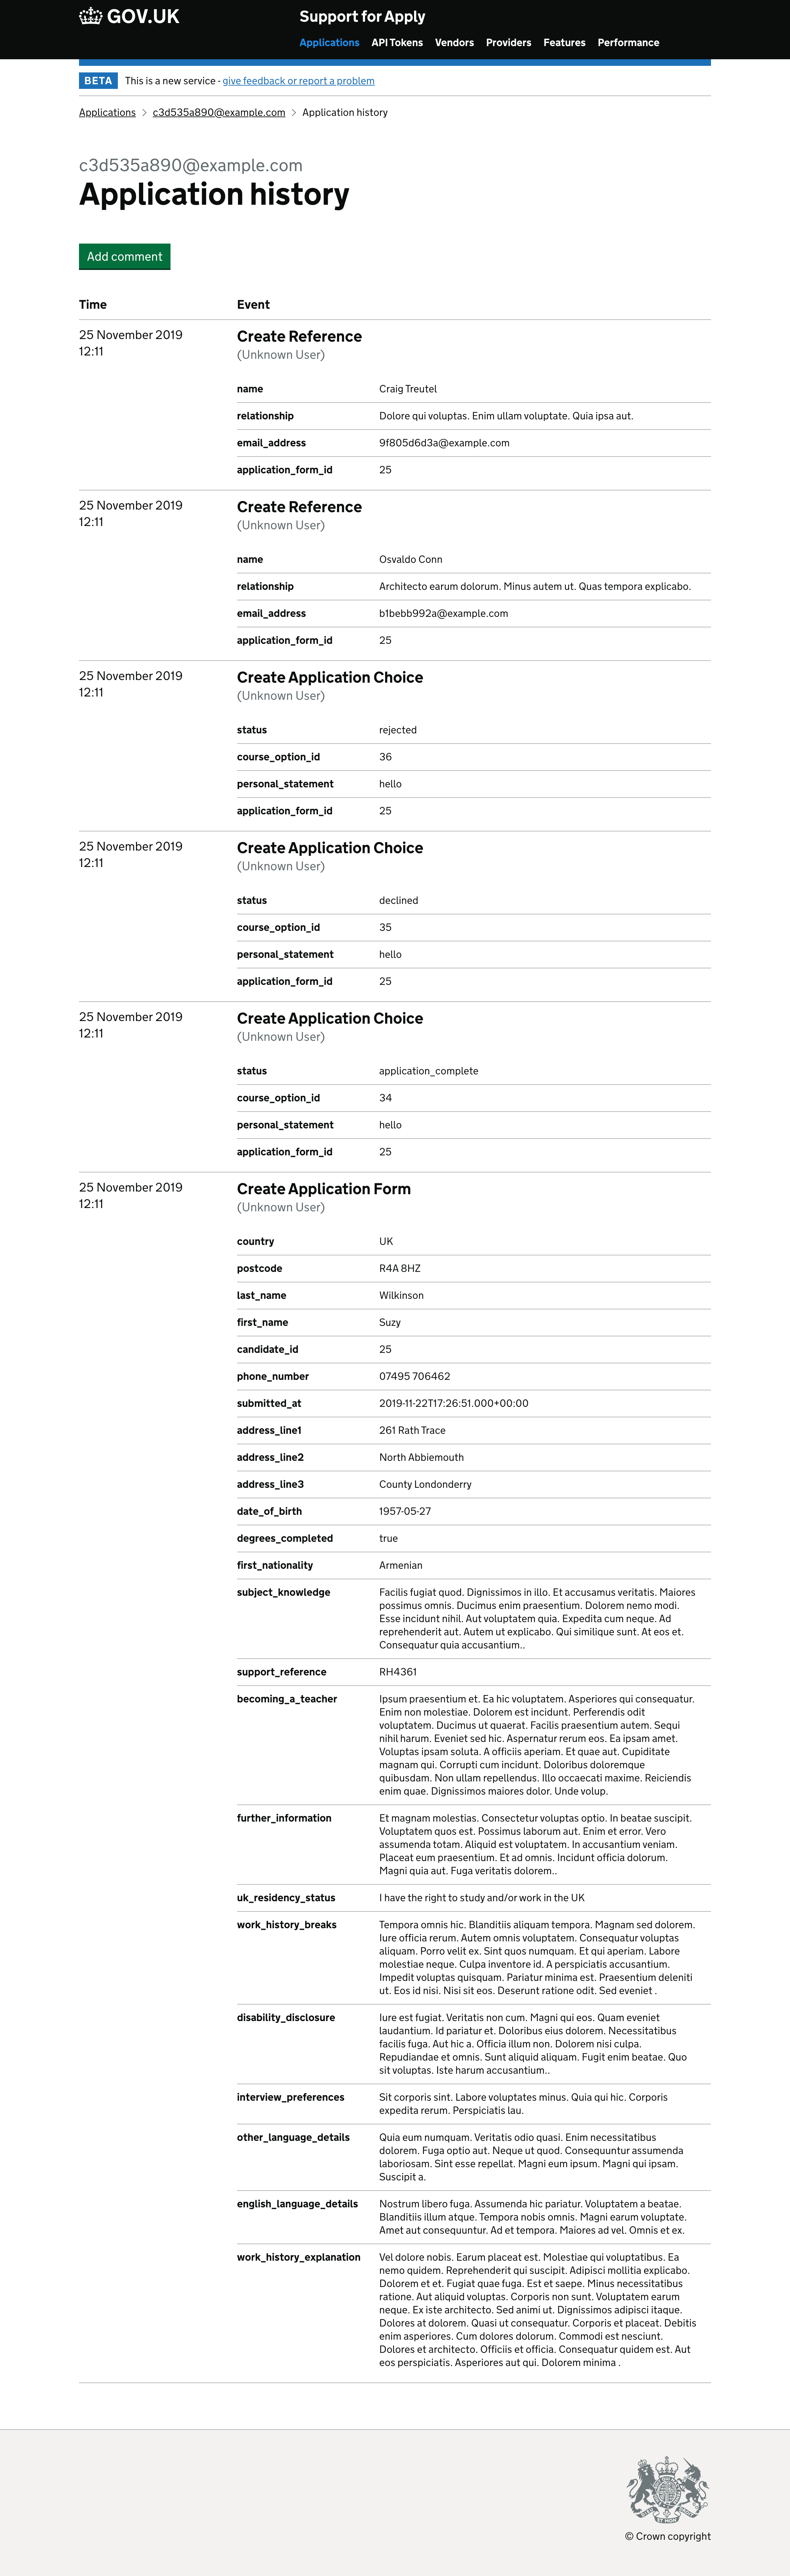 GOV.UK
Support for Apply
Applications API Tokens Vendors Providers Features Performance
BETA This is a new service - give feedback or report a problem
Applications c3d535a890@example.com Application history
c3d535a890@example.com
Application history
Add comment
Time Event
25 November 2019
12:11
Create Reference
(Unknown User)
name Craig Treutel
relationship Dolore qui voluptas. Enim ullam voluptate. Quia ipsa aut.
email_address 9f805d6d3a@example.com
application_form_id 25
25 November 2019
12:11
Create Reference
(Unknown User)
name Osvaldo Conn
relationship Architecto earum dolorum. Minus autem ut. Quas tempora explicabo.
email_address b1bebb992a@example.com
application_form_id 25
25 November 2019
12:11
Create Application Choice
(Unknown User)
status rejected
course_option_id 36
personal_statement hello
application_form_id 25
25 November 2019
12:11
Create Application Choice
(Unknown User)
status declined
course_option_id 35
personal_statement hello
application_form_id 25
25 November 2019
12:11
Create Application Choice
(Unknown User)
status application_complete
course_option_id 34
personal_statement hello
application_form_id 25
25 November 2019
12:11
Create Application Form
(Unknown User)
country UK
postcode R4A 8HZ
last_name Wilkinson
first_name Suzy
candidate_id 25
phone_number 07495 706462
submitted_at 2019-11-22T17:26:51.000+00:00
address_line1 261 Rath Trace
address_line2 North Abbiemouth
address_line3 County Londonderry
date_of_birth 1957-05-27
degrees_completed true
first_nationality Armenian
subject_knowledge Facilis fugiat quod. Dignissimos in illo. Et accusamus veritatis. Maiores
possimus omnis. Ducimus enim praesentium. Dolorem nemo modi.
Esse incidunt nihil. Aut voluptatem quia. Expedita cum neque. Ad
reprehenderit aut. Autem ut explicabo. Qui similique sunt. At eos et.
Consequatur quia accusantium..
support_reference RH4361
becoming_a_teacher Ipsum praesentium et. Ea hic voluptatem. Asperiores qui consequatur.
Enim non molestiae. Dolorem est incidunt. Perferendis odit
voluptatem. Ducimus ut quaerat. Facilis praesentium autem. Sequi
nihil harum. Eveniet sed hic. Aspernatur rerum eos. Ea ipsam amet.
Voluptas ipsam soluta. A officiis aperiam. Et quae aut. Cupiditate
magnam qui. Corrupti cum incidunt. Doloribus doloremque
quibusdam. Non ullam repellendus. Illo occaecati maxime. Reiciendis
enim quae. Dignissimos maiores dolor. Unde volup.
further_information Et magnam molestias. Consectetur voluptas optio. In beatae suscipit.
Voluptatem quos est. Possimus laborum aut. Enim et error. Vero
assumenda totam. Aliquid est voluptatem. In accusantium veniam.
Placeat eum praesentium. Et ad omnis. Incidunt officia dolorum.
Magni quia aut. Fuga veritatis dolorem..
uk_residency_status I have the right to study and/or work in the UK
work_history_breaks Tempora omnis hic. Blanditiis aliquam tempora. Magnam sed dolorem.
Iure officia rerum. Autem omnis voluptatem. Consequatur voluptas
aliquam. Porro velit ex. Sint quos numquam. Et qui aperiam. Labore
molestiae neque. Culpa inventore id. A perspiciatis accusantium.
Impedit voluptas quisquam. Pariatur minima est. Praesentium deleniti
ut. Eos id nisi. Nisi sit eos. Deserunt ratione odit. Sed eveniet .
disability_disclosure Iure est fugiat. Veritatis non cum. Magni qui eos. Quam eveniet
laudantium. Id pariatur et. Doloribus eius dolorem. Necessitatibus
facilis fuga. Aut hic a. Officia illum non. Dolorem nisi culpa.
Repudiandae et omnis. Sunt aliquid aliquam. Fugit enim beatae. Quo
sit voluptas. Iste harum accusantium..
interview_preferences Sit corporis sint. Labore voluptates minus. Quia qui hic. Corporis
expedita rerum. Perspiciatis lau.
other_language_details Quia eum numquam. Veritatis odio quasi. Enim necessitatibus
dolorem. Fuga optio aut. Neque ut quod. Consequuntur assumenda
laboriosam. Sint esse repellat. Magni eum ipsum. Magni qui ipsam.
Suscipit a.
english_language_details Nostrum libero fuga. Assumenda hic pariatur. Voluptatem a beatae.
Blanditiis illum atque. Tempora nobis omnis. Magni earum voluptate.
Amet aut consequuntur. Ad et tempora. Maiores ad vel. Omnis et ex.
work_history_explanation Vel dolore nobis. Earum placeat est. Molestiae qui voluptatibus. Ea
nemo quidem. Reprehenderit qui suscipit. Adipisci mollitia explicabo.
Dolorem et et. Fugiat quae fuga. Est et saepe. Minus necessitatibus
ratione. Aut aliquid voluptas. Corporis non sunt. Voluptatem earum
neque. Ex iste architecto. Sed animi ut. Dignissimos adipisci itaque.
Dolores at dolorem. Quasi ut consequatur. Corporis et placeat. Debitis
enim asperiores. Cum dolores dolorum. Commodi est nesciunt.
Dolores et architecto. Officiis et officia. Consequatur quidem est. Aut
eos perspiciatis. Asperiores aut qui. Dolorem minima .
© Crown copyright